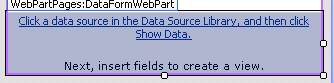 WebPartPages:DataFormWebPart
Click a data source in the Data Source Library, and then click
Show Data.
Next, insert fields to create a view.